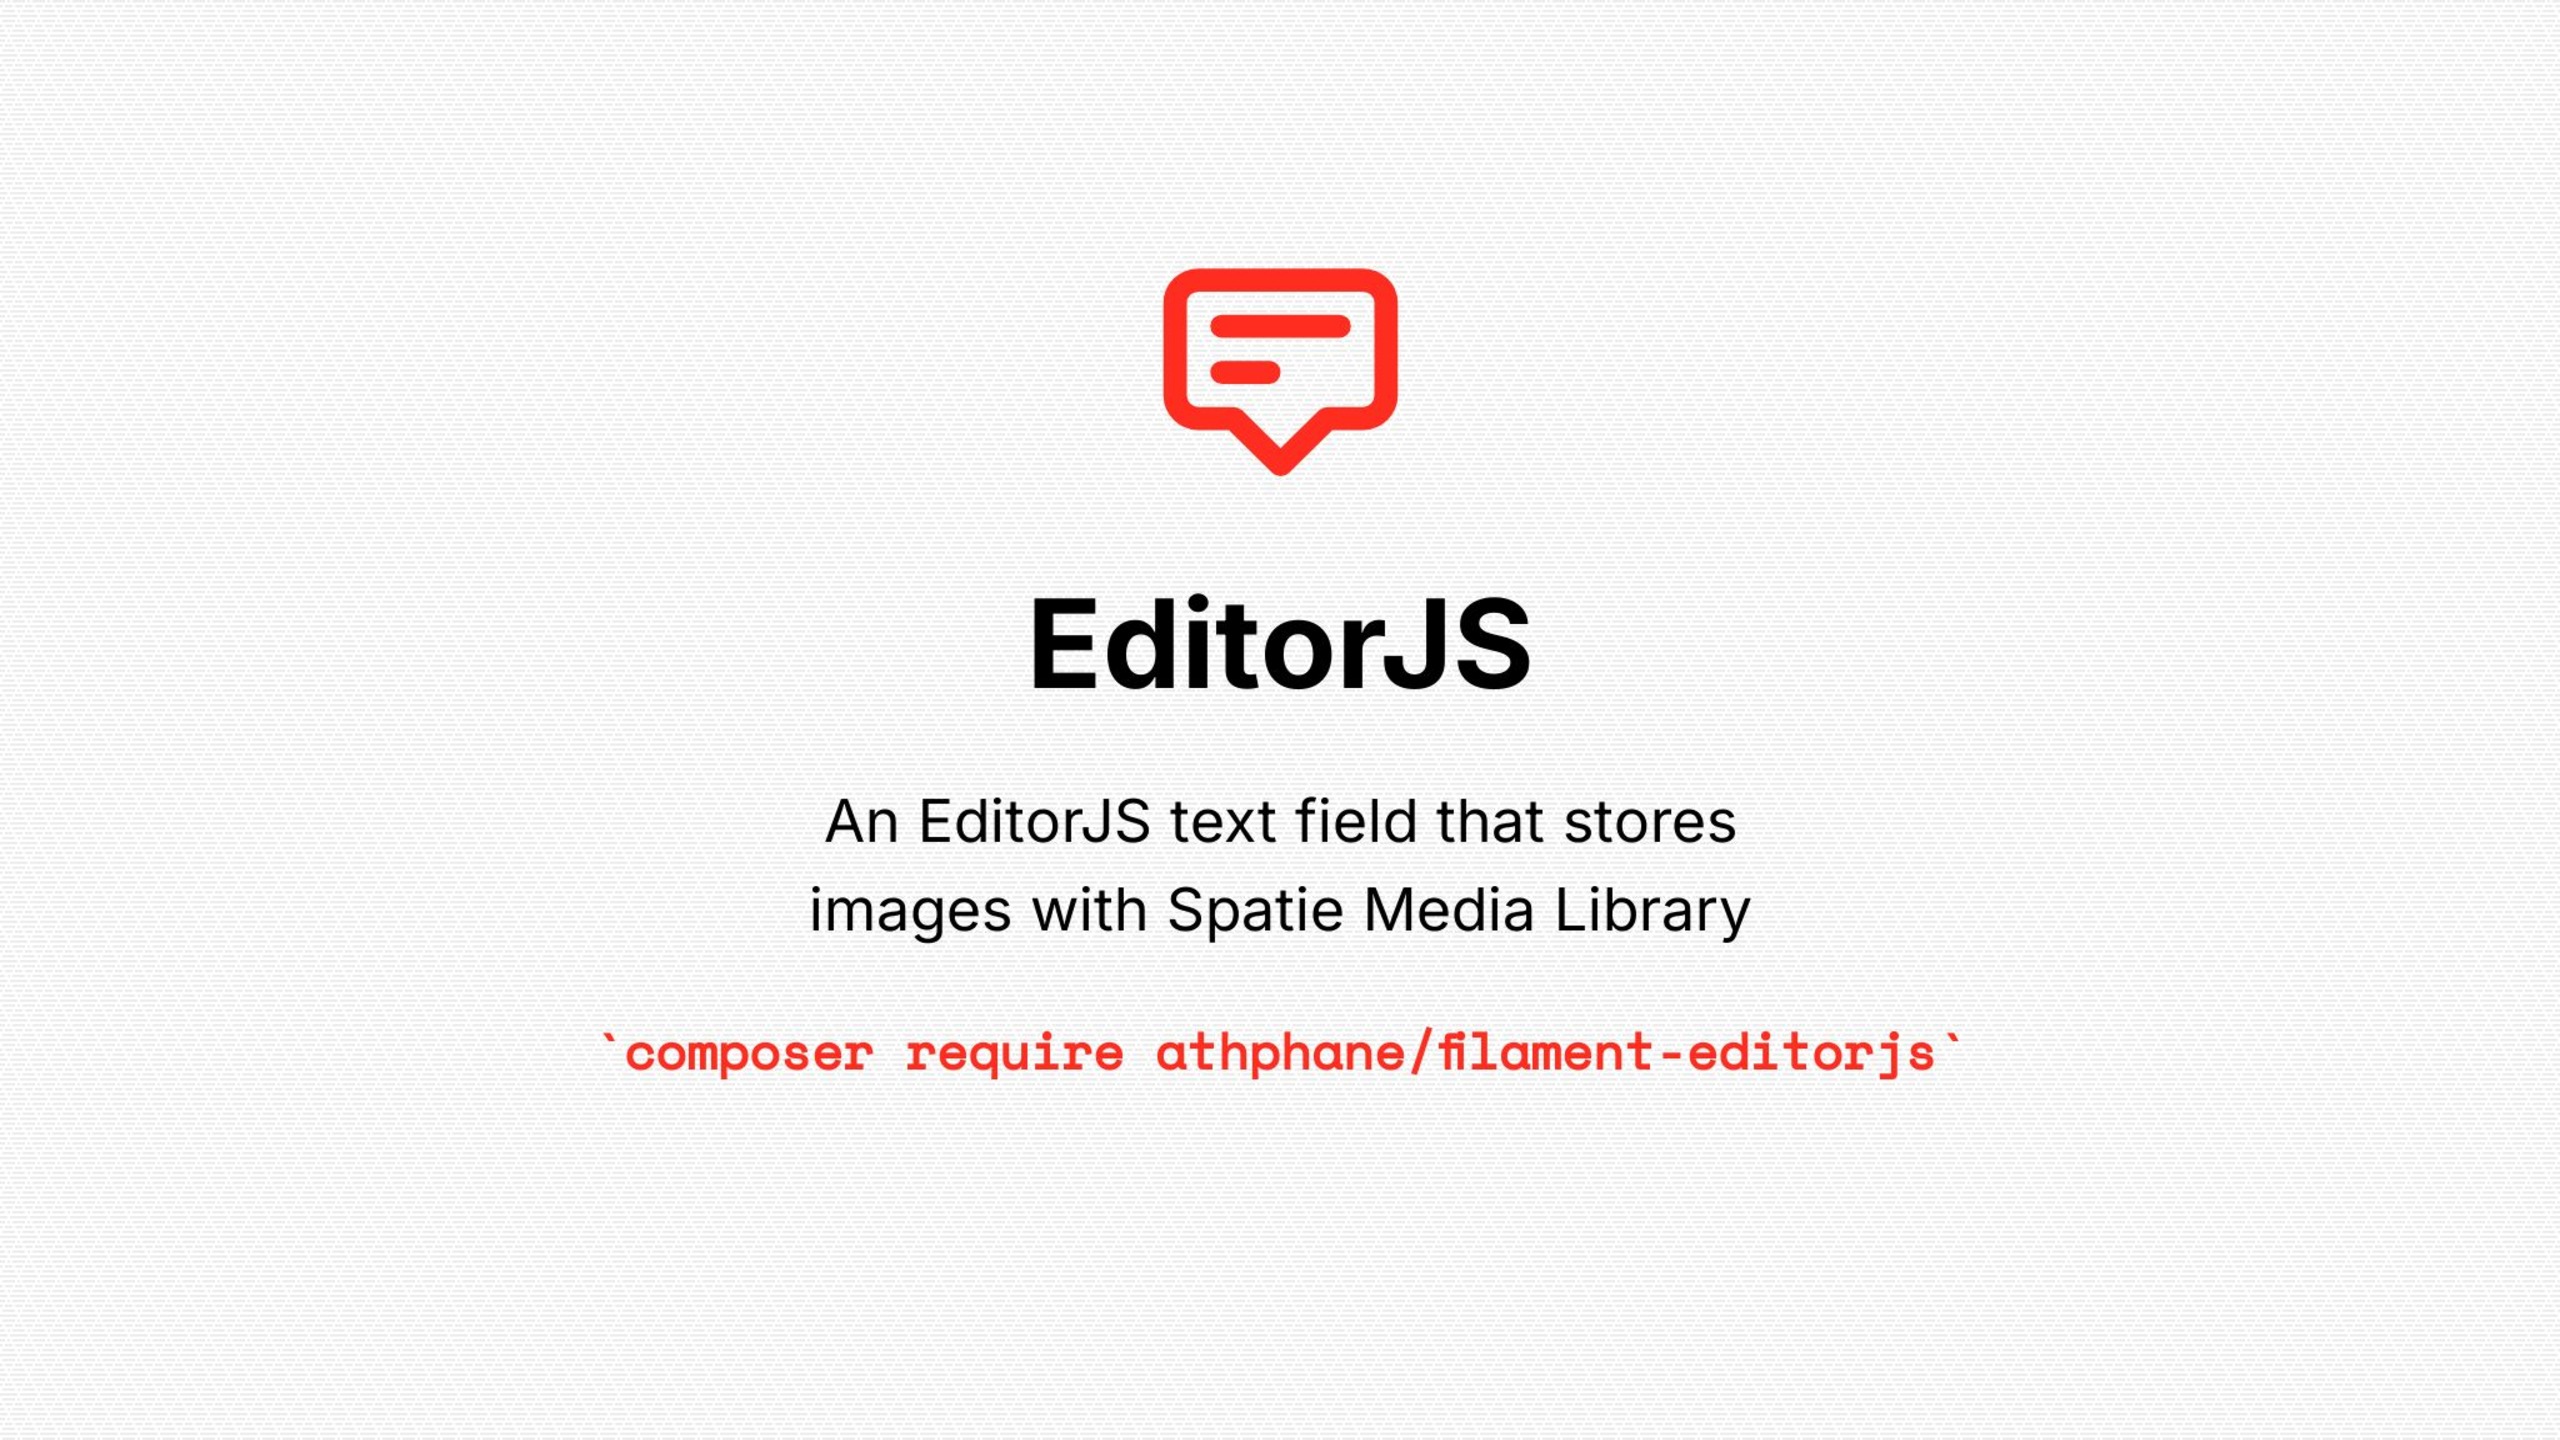 EditorJS
An EditorJS text field that stores
images with Spatie Media Library
`composer require athphane/filament-editorjs`